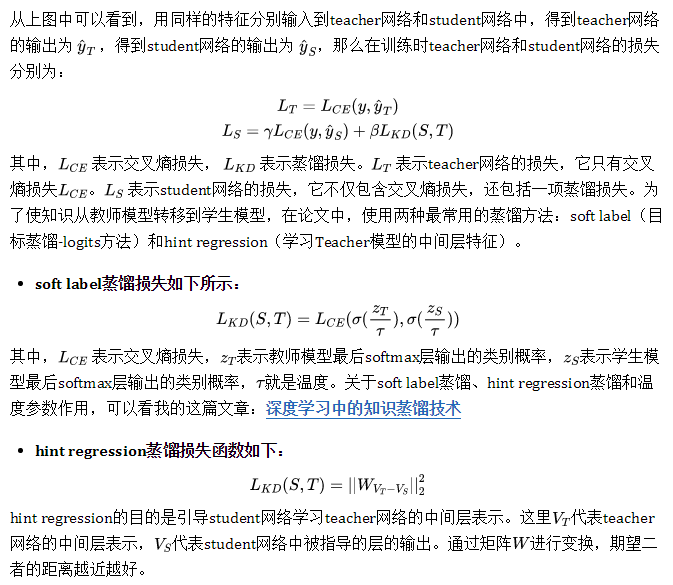 从上图中可以看到，用同样的特征分别输入到teacher网络和student网络中，得到teacher网络
的输出为 ŷ_T ，得到student网络的输出为 ŷ_S，那么在训练时teacher网络和student网络的损失
分别为：
L_T = L_{CE}(y, ŷ_T)
L_S = γL_{CE}(y, ŷ_S) + βL_{KD}(S, T)
其中，L_{CE} 表示交叉熵损失， L_{KD} 表示蒸馏损失。L_T 表示teacher网络的损失，它只有交叉
熵损失L_{CE}。L_S 表示student网络的损失，它不仅包含交叉熵损失，还包括一项蒸馏损失。为
了使知识从教师模型转移到学生模型，在论文中，使用两种最常用的蒸馏方法：soft label（目
标蒸馏-logits方法）和hint regression（学习Teacher模型的中间层特征）。
• soft label蒸馏损失如下所示：
L_{KD}(S, T) = L_{CE}(σ(z_T/τ), σ(z_S/τ))
其中，L_{CE} 表示交叉熵损失，z_T表示教师模型最后softmax层输出的类别概率，z_S表示学生模
型最后softmax层输出的类别概率，τ就是温度。关于soft label蒸馏、hint regression蒸馏和温
度参数作用，可以看我的这篇文章：深度学习中的知识蒸馏技术
• hint regression蒸馏损失函数如下：
L_{KD}(S, T) = ||W_{V_T−V_S}||_2^2
hint regression的目的是引导student网络学习teacher网络的中间层表示。这里V_T代表teacher
网络的中间层表示，V_S代表student网络中被指导的层的输出。通过矩阵W进行变换，期望二
者的距离越近越好。